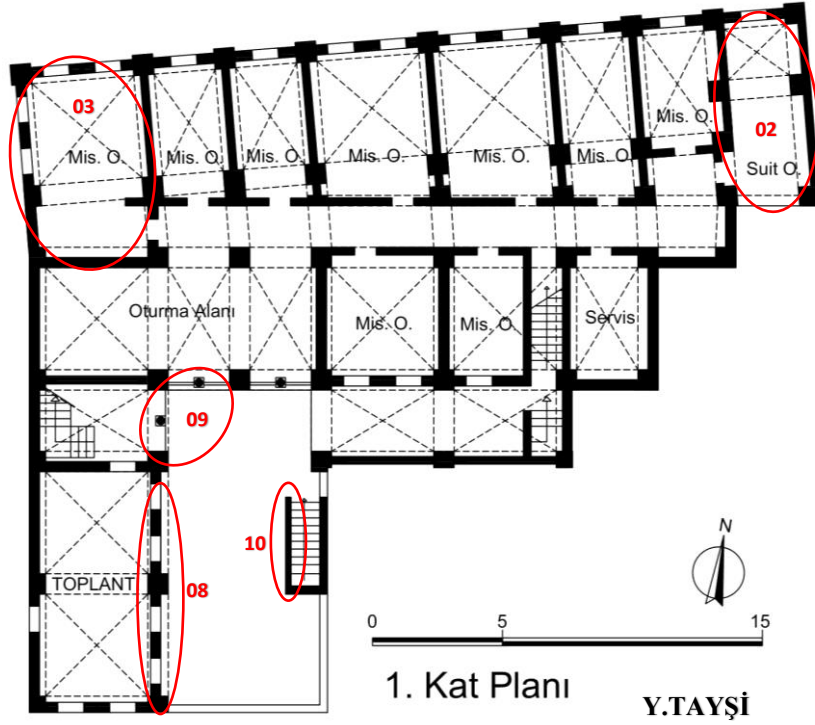 03
02
Mis. O.
Mis. O.
Mis. O.
Mis. O.
Mis. O.
Mis. O.
Mis. O.
Suit O.
Oturma Alanı
Mis. O.
Mis. O.
Servis
09
10
N
TOPLANT
08
0
5
15
1. Kat Planı
Y.TAYŞİ